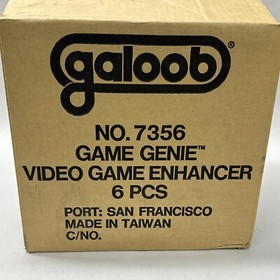 galoob®
NO. 7356
GAME GENIE™
VIDEO GAME ENHANCER
6 PCS
PORT: SAN FRANCISCO
MADE IN TAIWAN
C/NO.